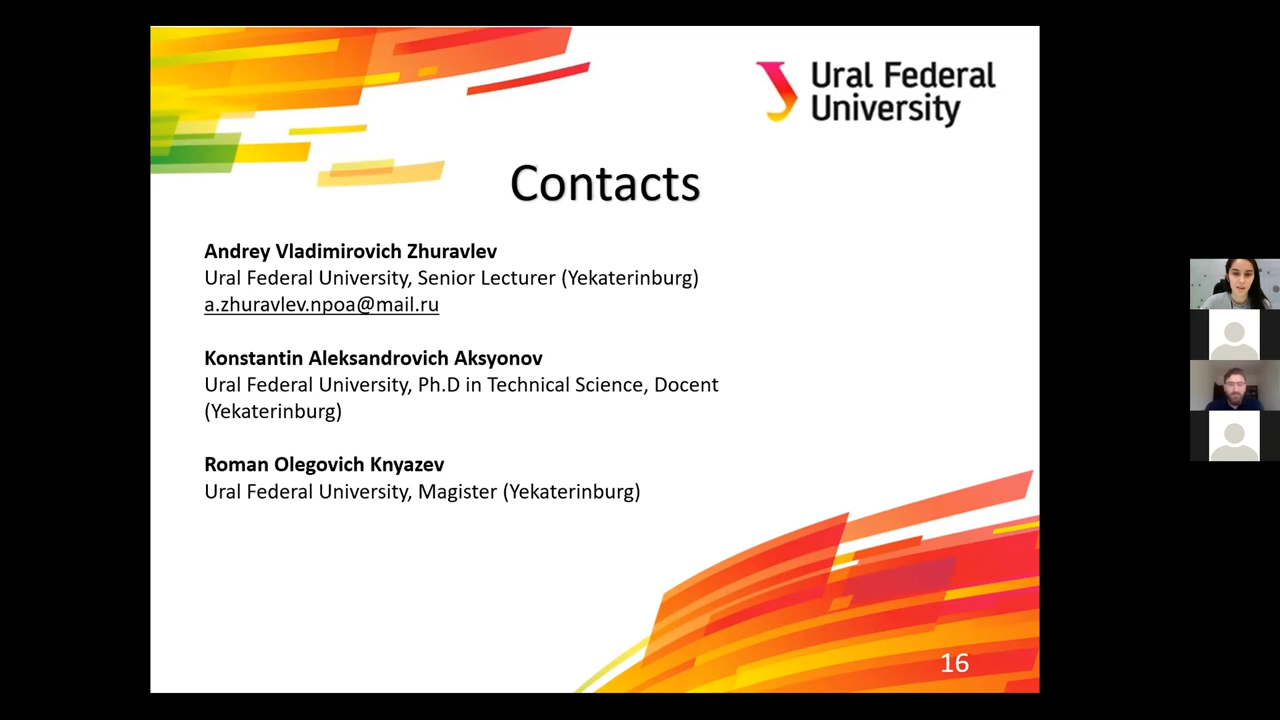 Ural Federal
University
Contacts
Andrey Vladimirovich Zhuravlev
Ural Federal University, Senior Lecturer (Yekaterinburg)
a.zhuravlev.npoa@mail.ru
Konstantin Aleksandrovich Aksyonov
Ural Federal University, Ph.D in Technical Science, Docent
(Yekaterinburg)
Roman Olegovich Knyazev
Ural Federal University, Magister (Yekaterinburg)
16